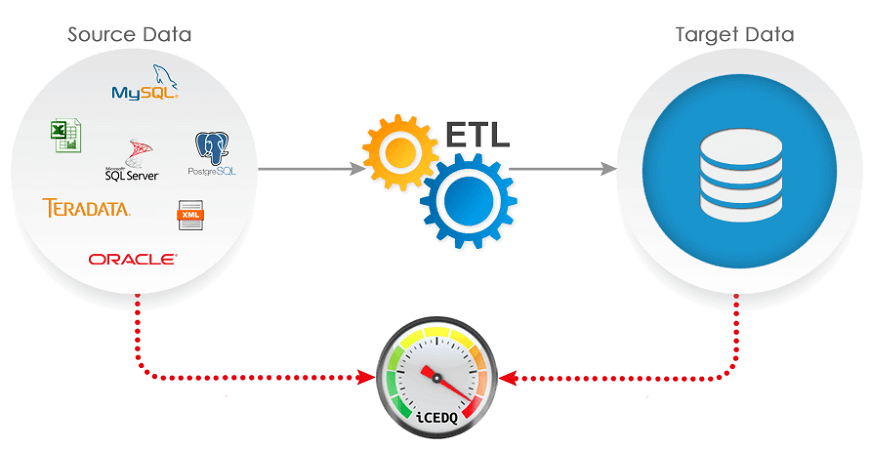 Source Data
Target Data
MySQL®
ETL
Microsoft
SQL Server
PostgreSQL
TERADATA.
XML
ORACLE®
iCEDQ